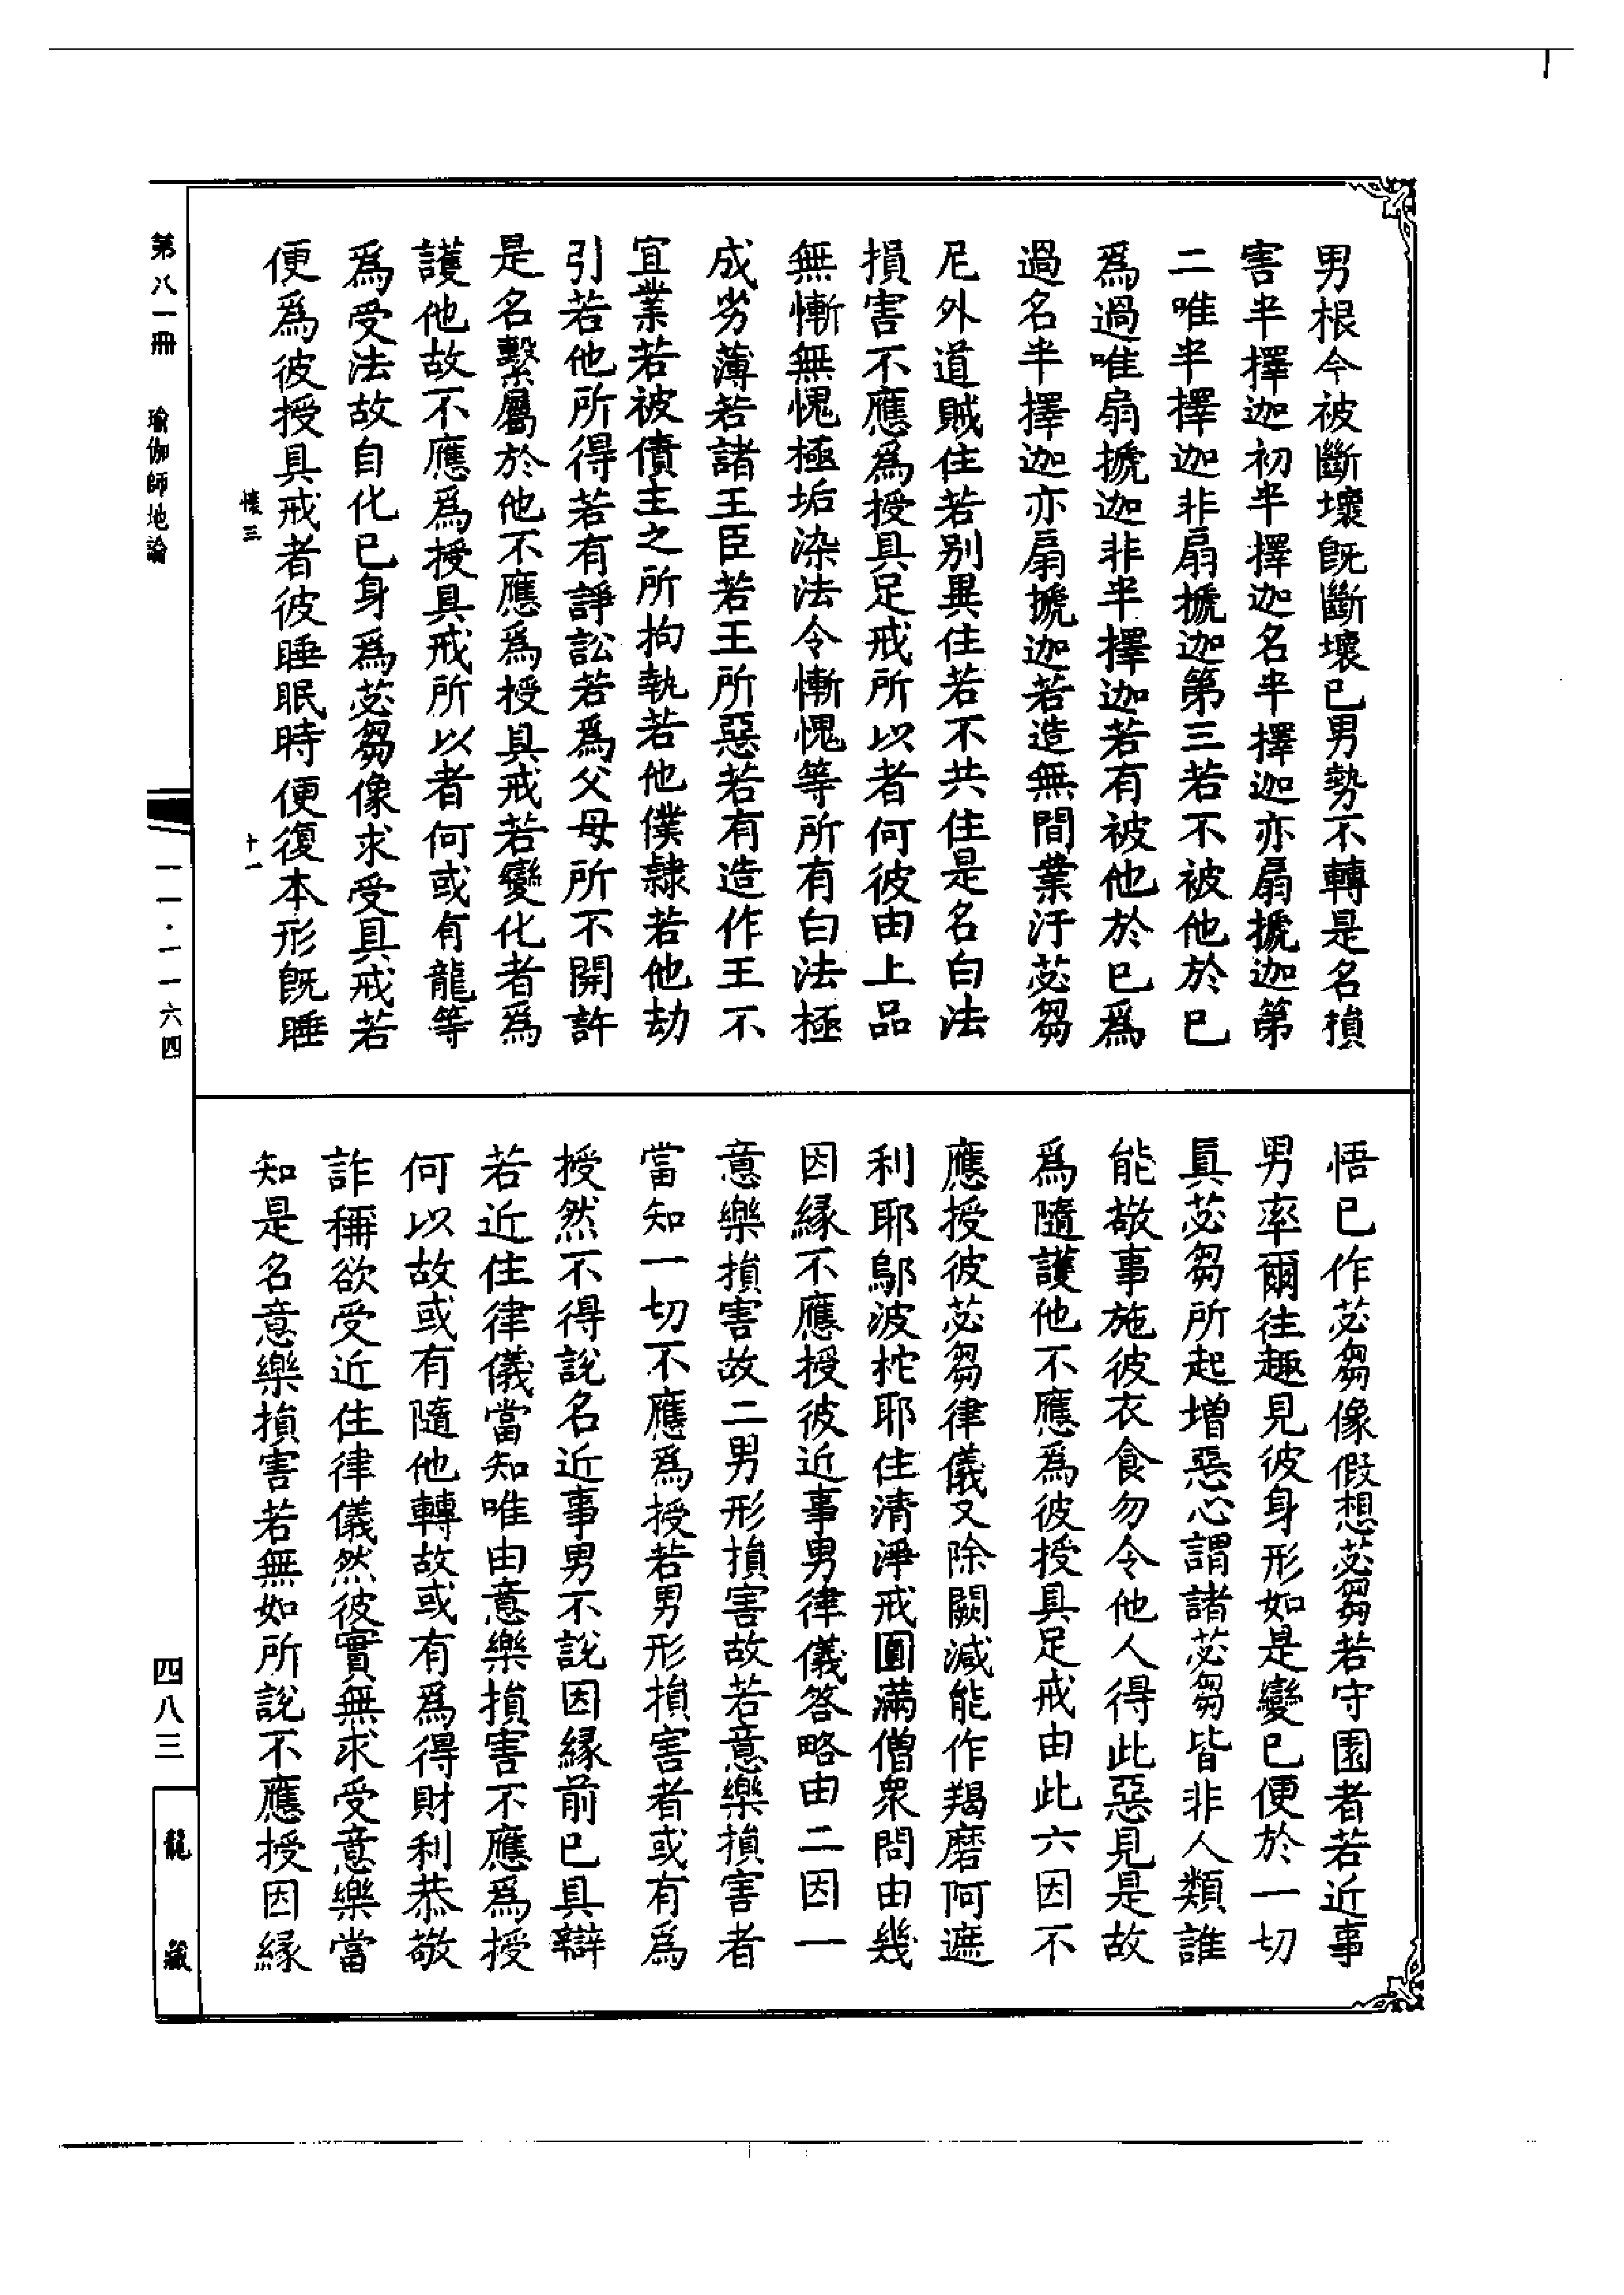 男根今被斷壞旣斷壞已男勢不轉是名損
害半擇迦初半擇迦名半擇迦亦扇搋迦第
二唯半擇迦非扇搋迦第三若不被他於已
爲過唯扇搋迦非半擇迦若有被他於已爲
過名半擇迦亦扇搋迦若造無間業汙苾芻
尼外道賊住若别異住若不共住是名白法
損害不應爲授具足戒所以者何彼由上品
無慚無愧極垢染法令慚愧等所有白法極
成劣薄若諸王臣若王所惡若有造作王不
宜業若被債主之所拘執若他僕隸若他劫
引若他所得若有諍訟若爲父母所不開許
是名繫屬於他不應爲授具戒若變化者爲
護他故不應爲授具戒所以者何或有龍等
爲受法故自化已身爲苾芻像求受具戒若
便爲彼授具戒者彼睡眠時便復本形旣睡
悟已作苾芻像假想苾芻若守園者若近事
男率爾往趣見彼身形如是變已便於一切
眞苾芻所起增惡心謂諸苾芻皆非人類誰
能敬事施彼衣食勿令他人得此惡見是故
爲隨護他不應爲彼授具足戒由此六因不
應授彼苾芻律儀又除闕減能作羯磨阿遮
利耶鄔波柁耶住清淨戒圓滿僧衆問由幾
因緣不應授彼近事男律儀答略由二因一
意樂損害故二男形損害故若意樂損害者
當知一切不應爲授若男形損害者或有爲
授然不得說名近事男不說因緣前已具辯
若近住律儀當知唯由意樂損害不應爲授
何以故或有隨他轉故或有爲得財利恭敬
詐稱欲受近住律儀然彼實無求受意樂當
知是名意樂損害若無如所說不應授因緣
懷三
十一
第八一冊
瑜伽師地論
一一·一一六四
四八三
龍藏